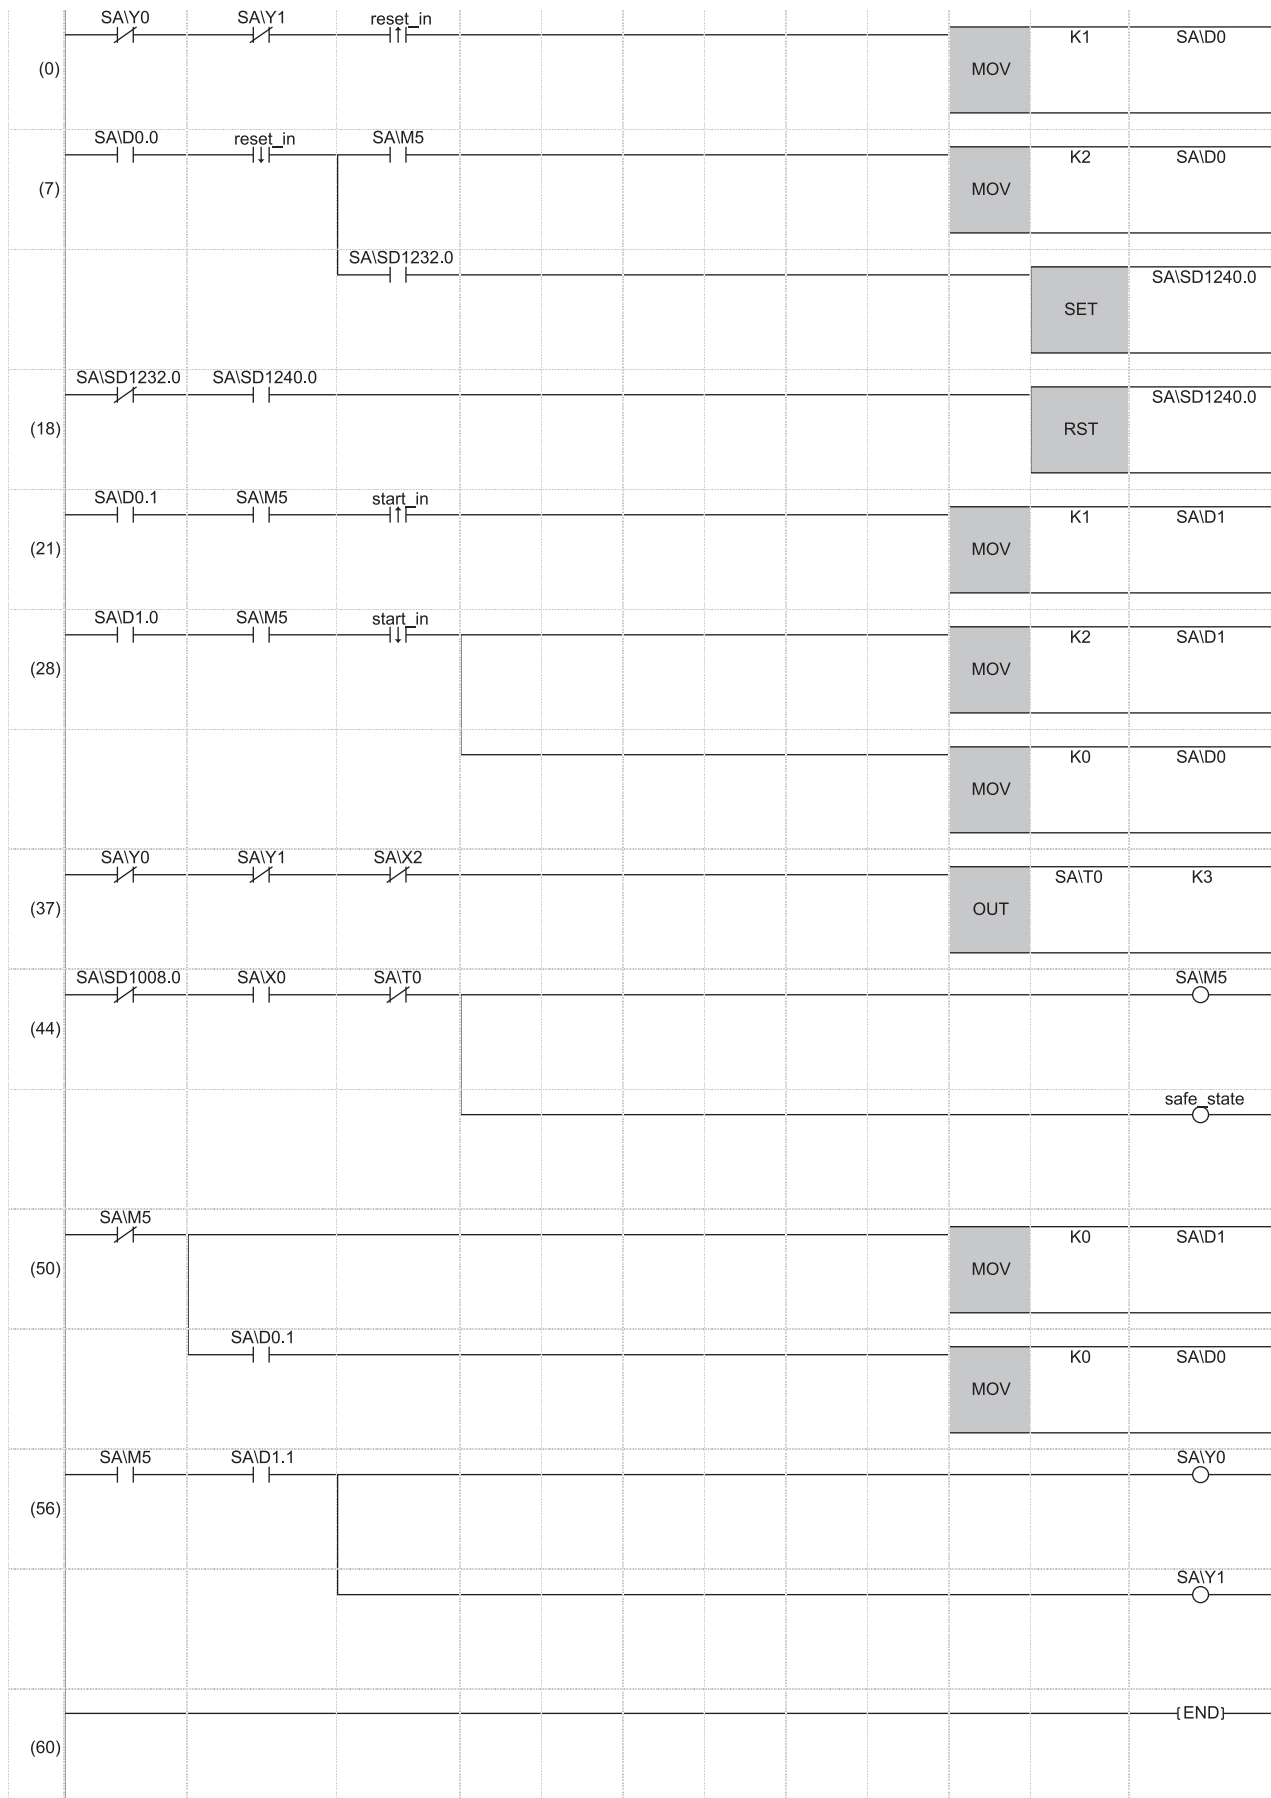 SA\Y0 SA\Y1 reset_in
K1 SA\D0
(0) MOV
SA\D0.0 reset_in SA\M5
K2 SA\D0
(7) MOV
SA\SD1232.0
SA\SD1240.0
SET
SA\SD1232.0 SA\SD1240.0
SA\SD1240.0
(18) RST
SA\D0.1 SA\M5 start_in
K1 SA\D1
(21) MOV
SA\D1.0 SA\M5 start_in
K2 SA\D1
(28) MOV
K0 SA\D0
MOV
SA\Y0 SA\Y1 SA\X2
SA\T0 K3
(37) OUT
SA\SD1008.0 SA\X0 SA\T0 SA\M5
(44)
safe_state
SA\M5
K0 SA\D1
(50) MOV
SA\D0.1
K0 SA\D0
MOV
SA\M5 SA\D1.1 SA\Y0
(56)
SA\Y1
{END}
(60)